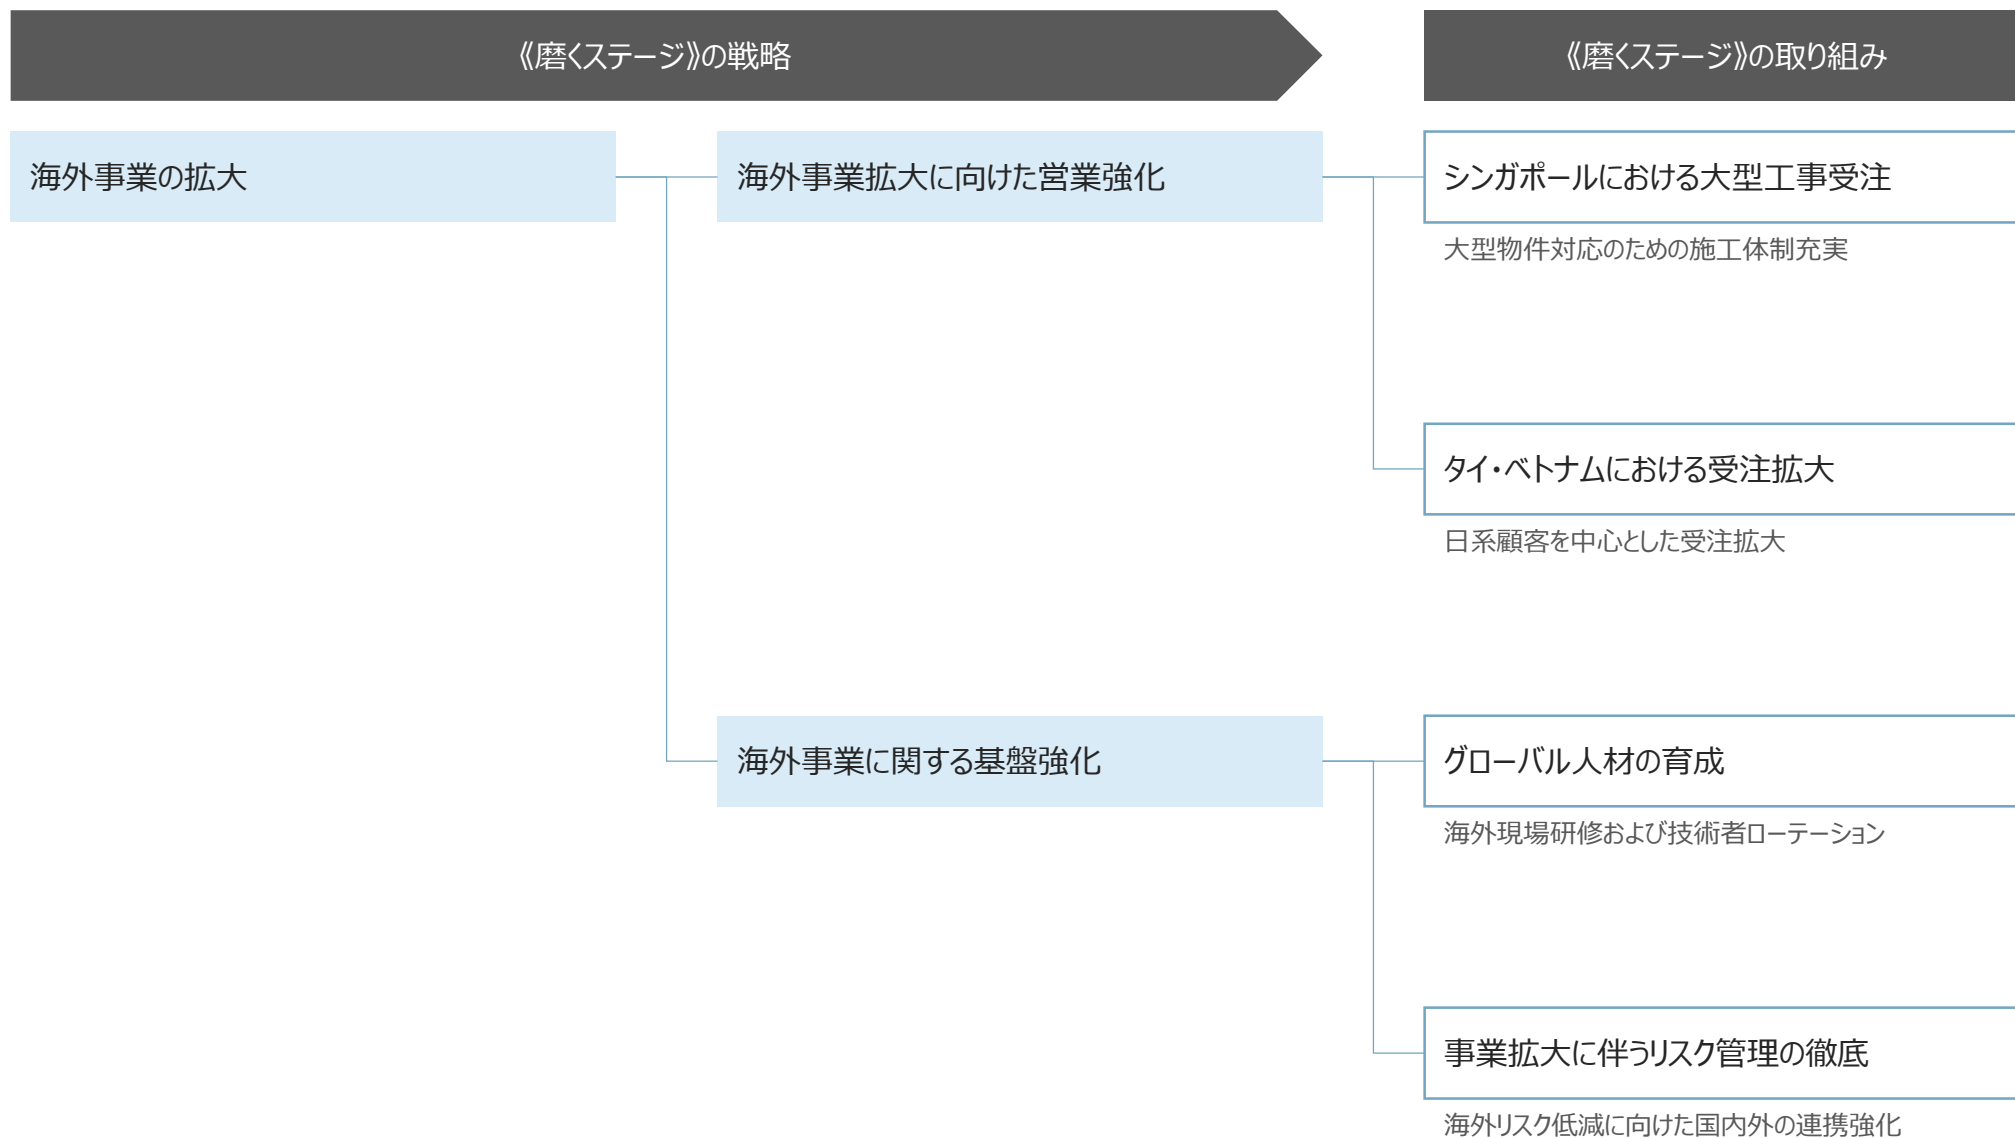 《磨くステージ》の戦略
《磨くステージ》の取り組み
海外事業の拡大
海外事業拡大に向けた営業強化
シンガポールにおける大型工事受注
大型物件対応のための施工体制充実
タイ・ベトナムにおける受注拡大
日系顧客を中心とした受注拡大
海外事業に関する基盤強化
グローバル人材の育成
海外現場研修および技術者ローテーション
事業拡大に伴うリスク管理の徹底
海外リスク低減に向けた国内外の連携強化